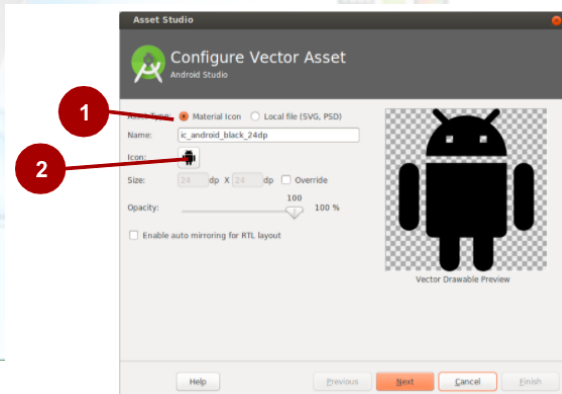 Asset Studio
Configure Vector Asset
Android Studio
1
Asset Type: Material Icon Local file (SVG, PSD)
Name: ic_android_black_24dp
2
Icon:
Size: 24 dp X 24 dp Override
100
Opacity: 100 %
Enable auto mirroring for RTL layout
Vector Drawable Preview
Help Previous Next Cancel Finish